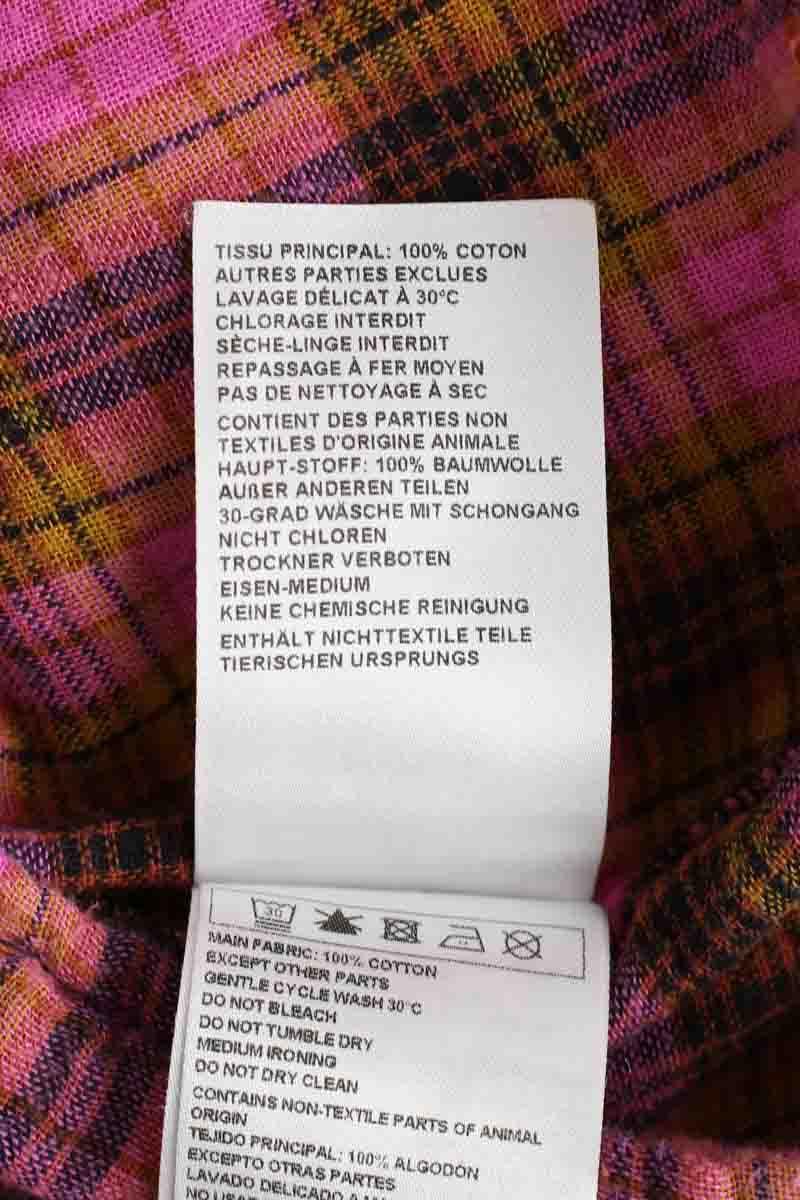 TISSU PRINCIPAL: 100% COTON
AUTRES PARTIES EXCLUES
LAVAGE DÉLICAT À 30°C
CHLORAGE INTERDIT
SÈCHE-LINGE INTERDIT
REPASSAGE À FER MOYEN
PAS DE NETTOYAGE À SEC
CONTIENT DES PARTIES NON
TEXTILES D'ORIGINE ANIMALE
HAUPT-STOFF: 100% BAUMWOLLE
AUßER ANDEREN TEILEN
30-GRAD WÄSCHE MIT SCHONGANG
NICHT CHLOREN
TROCKNER VERBOTEN
EISEN-MEDIUM
KEINE CHEMISCHE REINIGUNG
ENTHÄLT NICHTTEXTILE TEILE
TIERISCHEN URSPRUNGS
30
MAIN FABRIC: 100% COTTON
EXCEPT OTHER PARTS
GENTLE CYCLE WASH 30°C
DO NOT BLEACH
DO NOT TUMBLE DRY
MEDIUM IRONING
DO NOT DRY CLEAN
CONTAINS NON-TEXTILE PARTS OF ANIMAL
ORIGIN
TEJIDO PRINCIPAL: 100% ALGODÓN
EXCEPTO OTRAS PARTES
LAVADO DELICADO A
NO